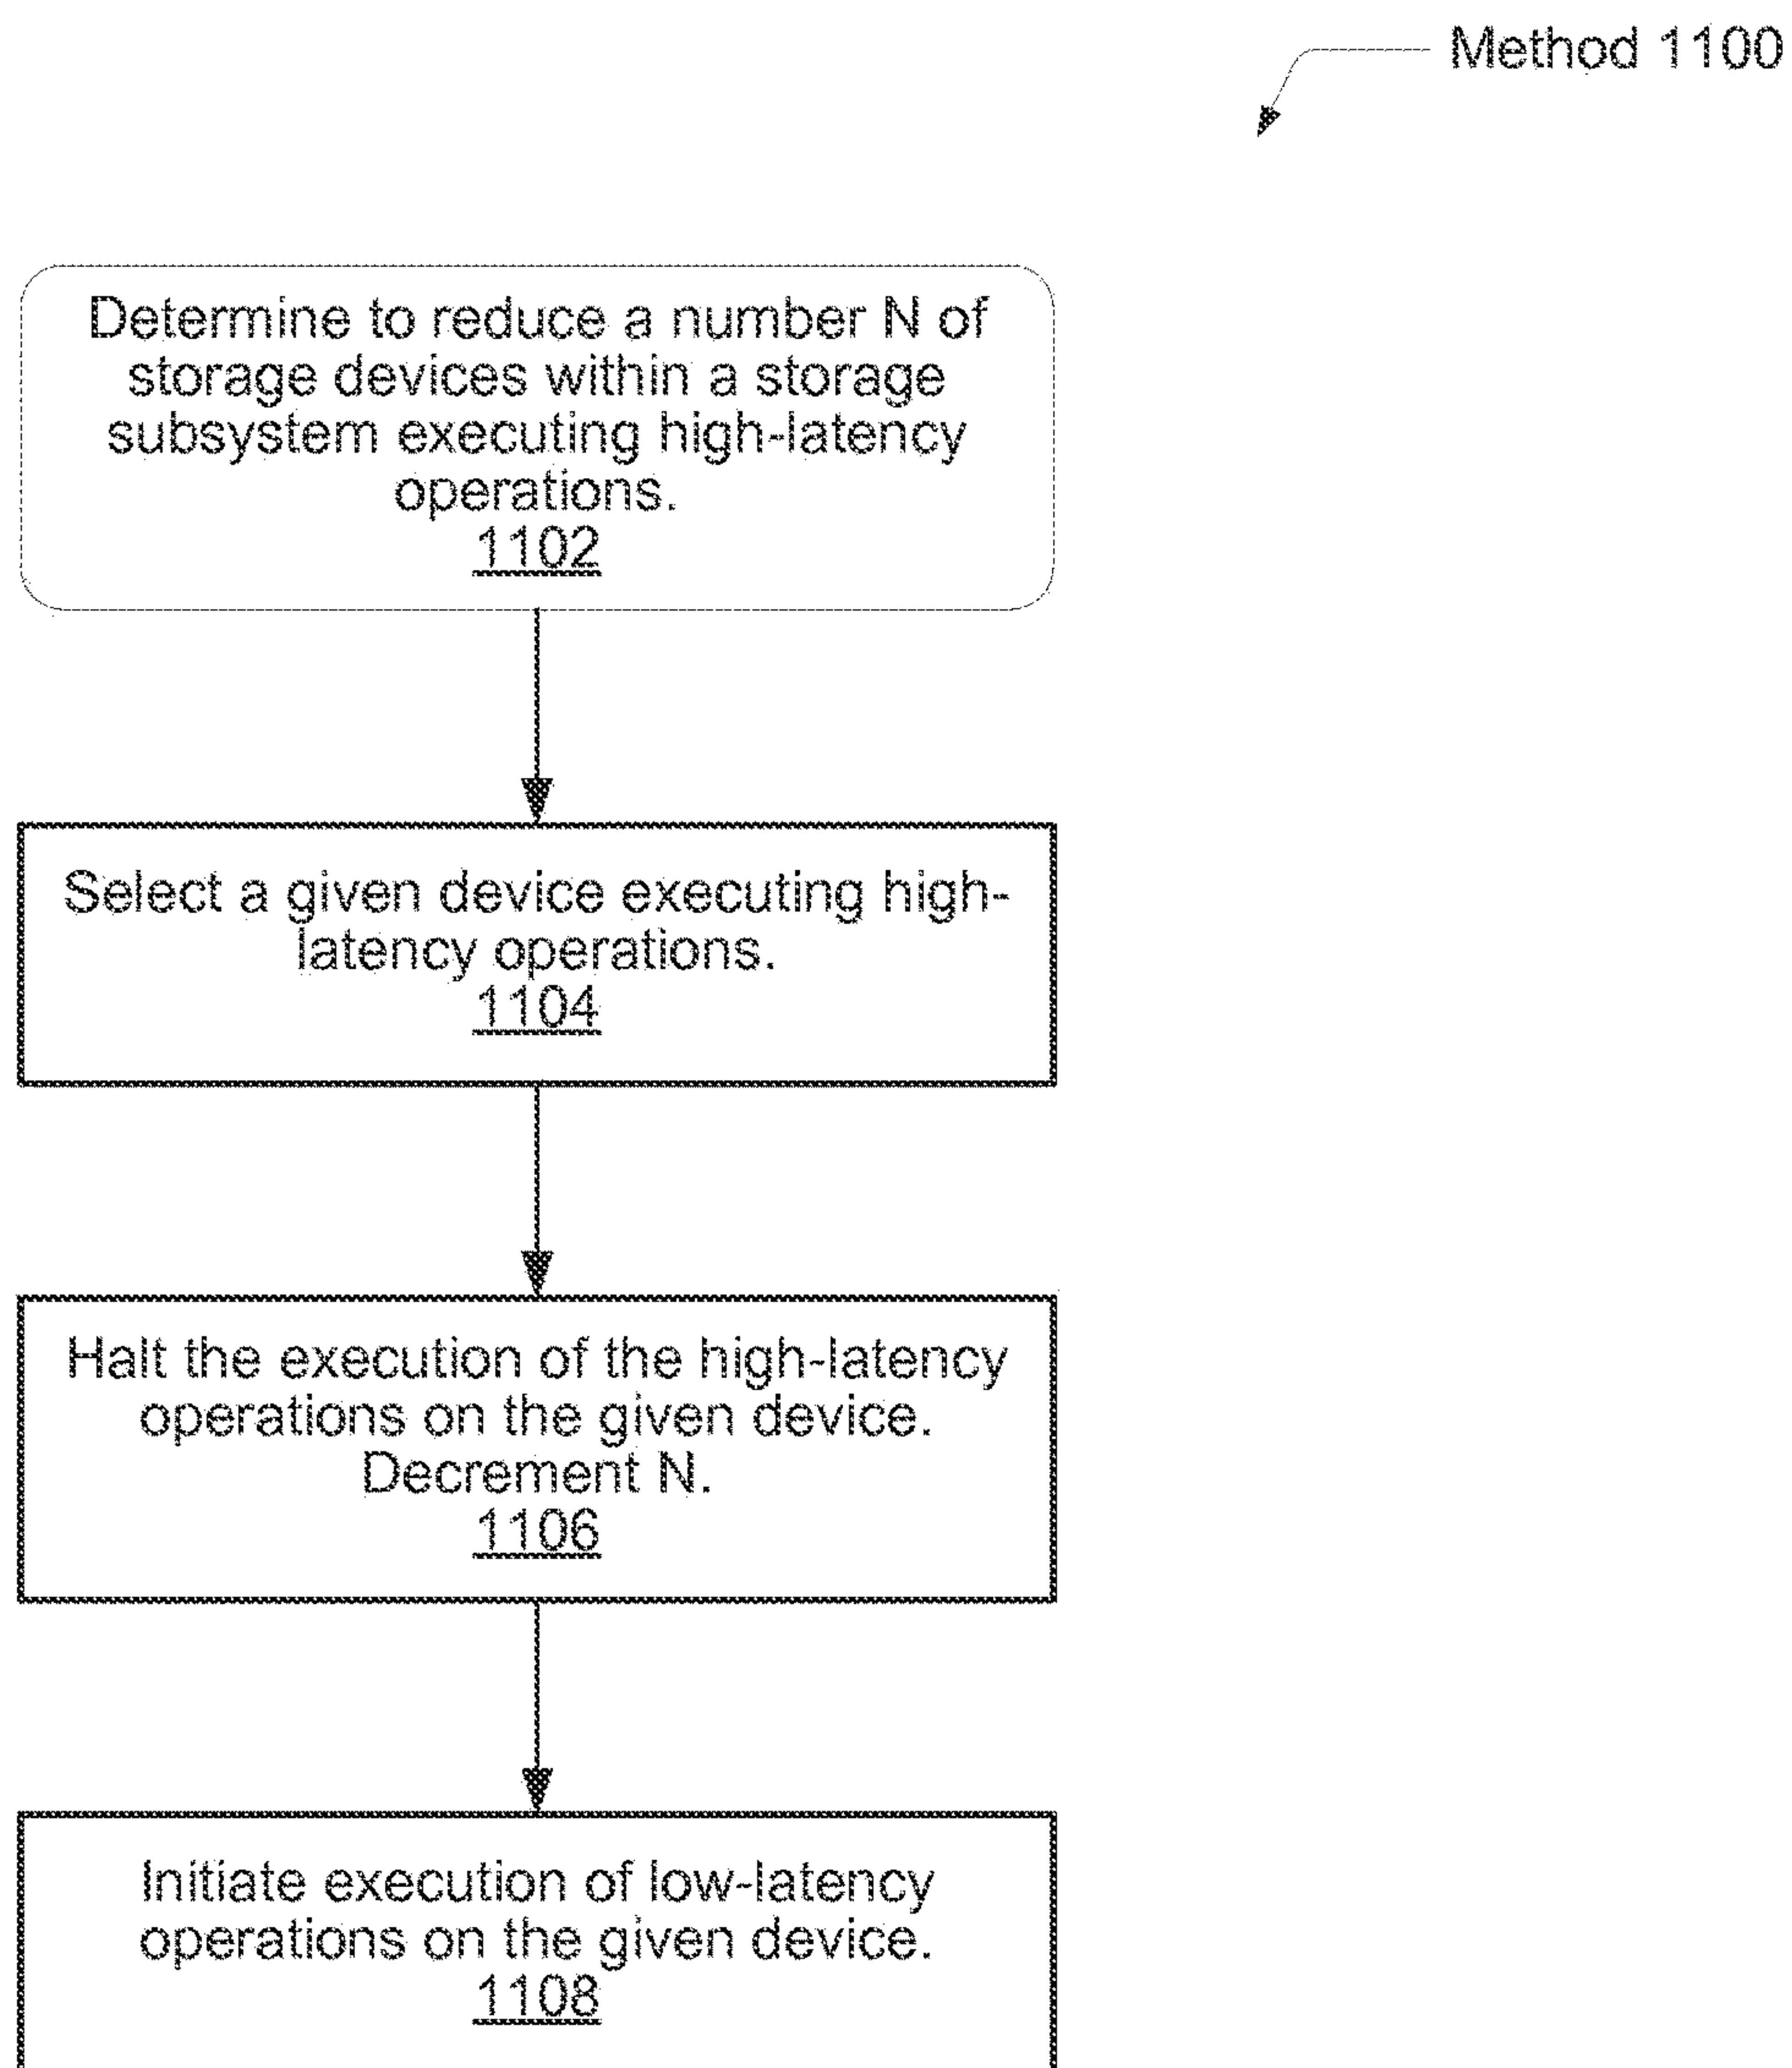 Method 1100
Determine to reduce a number N of
storage devices within a storage
subsystem executing high-latency
operations.
1102
Select a given device executing high-
latency operations.
1104
Halt the execution of the high-latency
operations on the given device.
Decrement N.
1106
Initiate execution of low-latency
operations on the given device.
1108